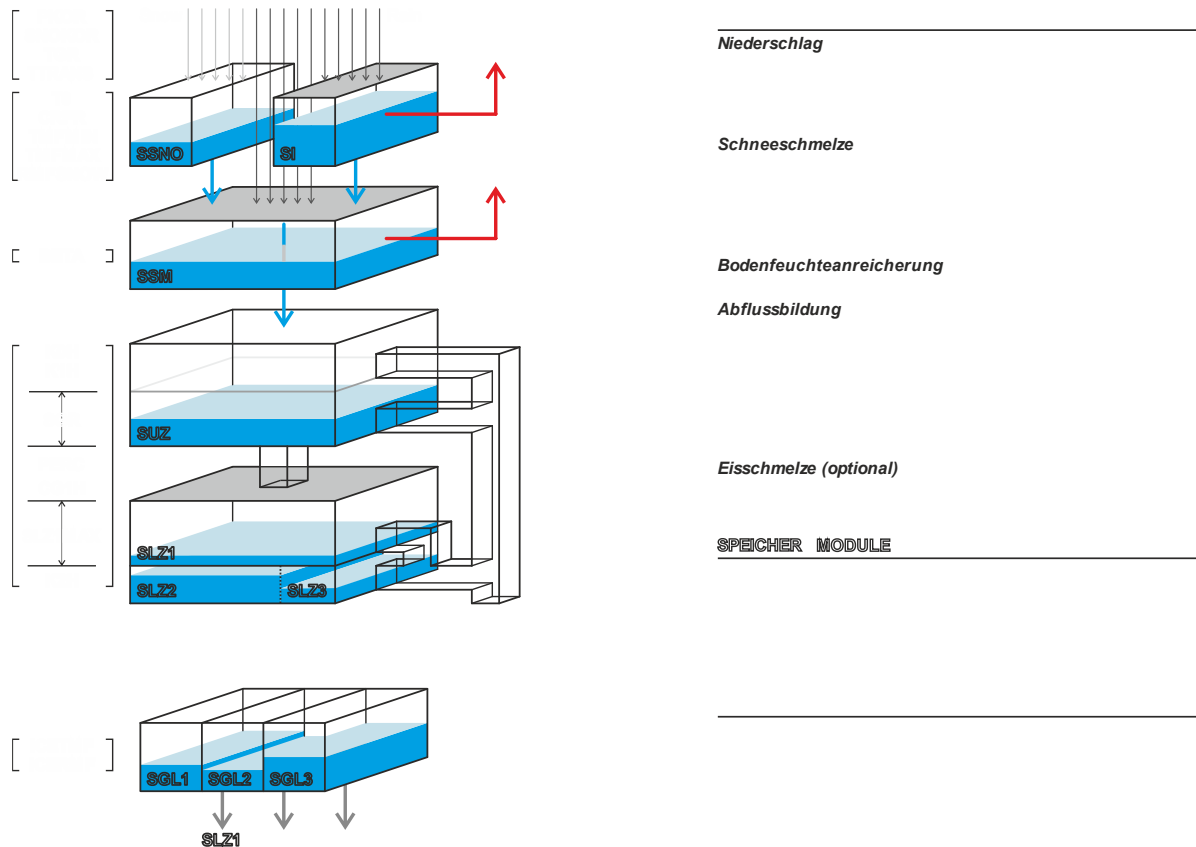 SSNO
SI
SSM
SUZ
SLZ1
SLZ2
SLZ3
SGL1
SGL2
SGL3
SLZ1
Niederschlag
Schneeschmelze
Bodenfeuchteanreicherung
Abflussbildung
Eisschmelze (optional)
SPEICHER MODULE